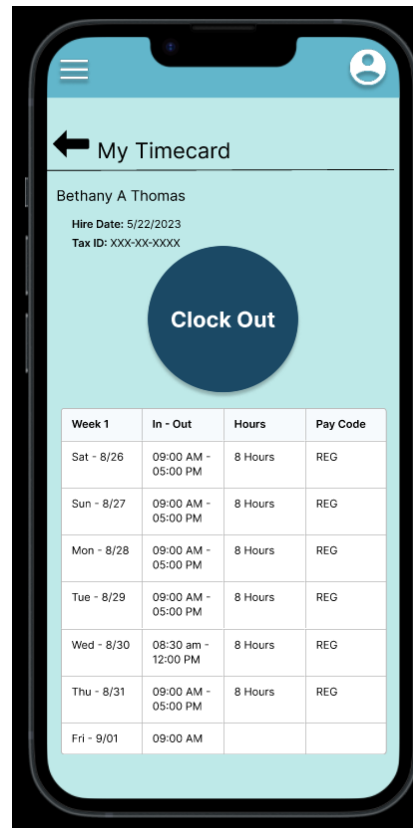 My Timecard
Bethany A Thomas
Hire Date: 5/22/2023
Tax ID: XXX-XX-XXXX
Clock Out
Week 1 In - Out Hours Pay Code
Sat - 8/26 09:00 AM - 8 Hours REG
05:00 PM
Sun - 8/27 09:00 AM - 8 Hours REG
05:00 PM
Mon - 8/28 09:00 AM - 8 Hours REG
05:00 PM
Tue - 8/29 09:00 AM - 8 Hours REG
05:00 PM
Wed - 8/30 08:30 am - 8 Hours REG
12:00 PM
Thu - 8/31 09:00 AM - 8 Hours REG
05:00 PM
Fri - 9/01 09:00 AM